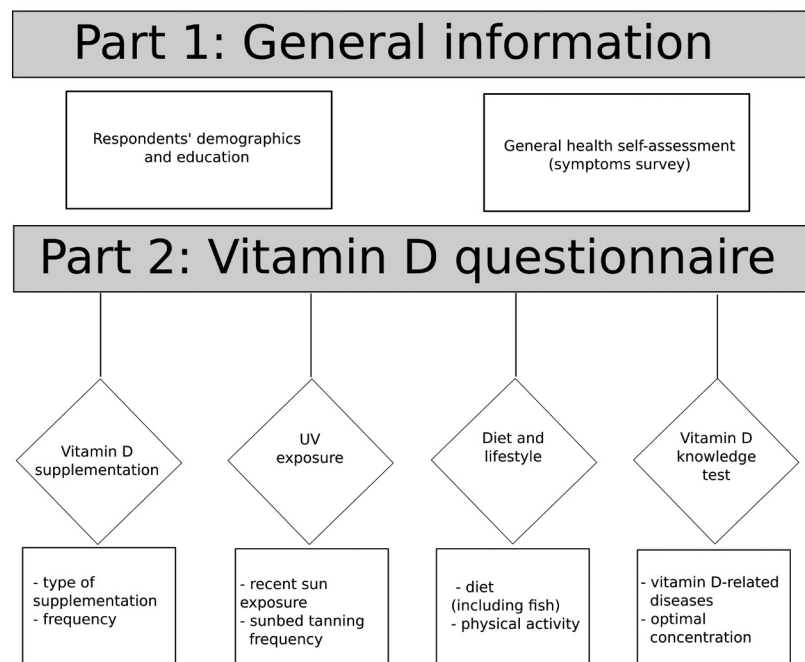 Part 1: General information
Respondents' demographics
and education
General health self-assessment
(symptoms survey)
Part 2: Vitamin D questionnaire
Vitamin D
supplementation
UV
exposure
Diet and
lifestyle
Vitamin D
knowledge
test
- type of
supplementation
- frequency
- recent sun
exposure
- sunbed tanning
frequency
- diet
(including fish)
- physical activity
- vitamin D-related
diseases
- optimal
concentration